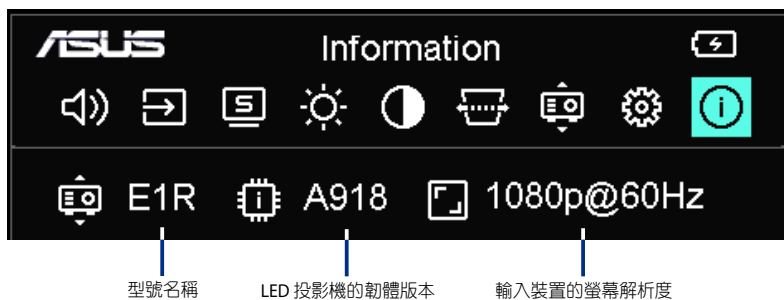 ASUS Information
E1R A918 1080p@60Hz
型號名稱 LED 投影機的韌體版本 輸入裝置的螢幕解析度